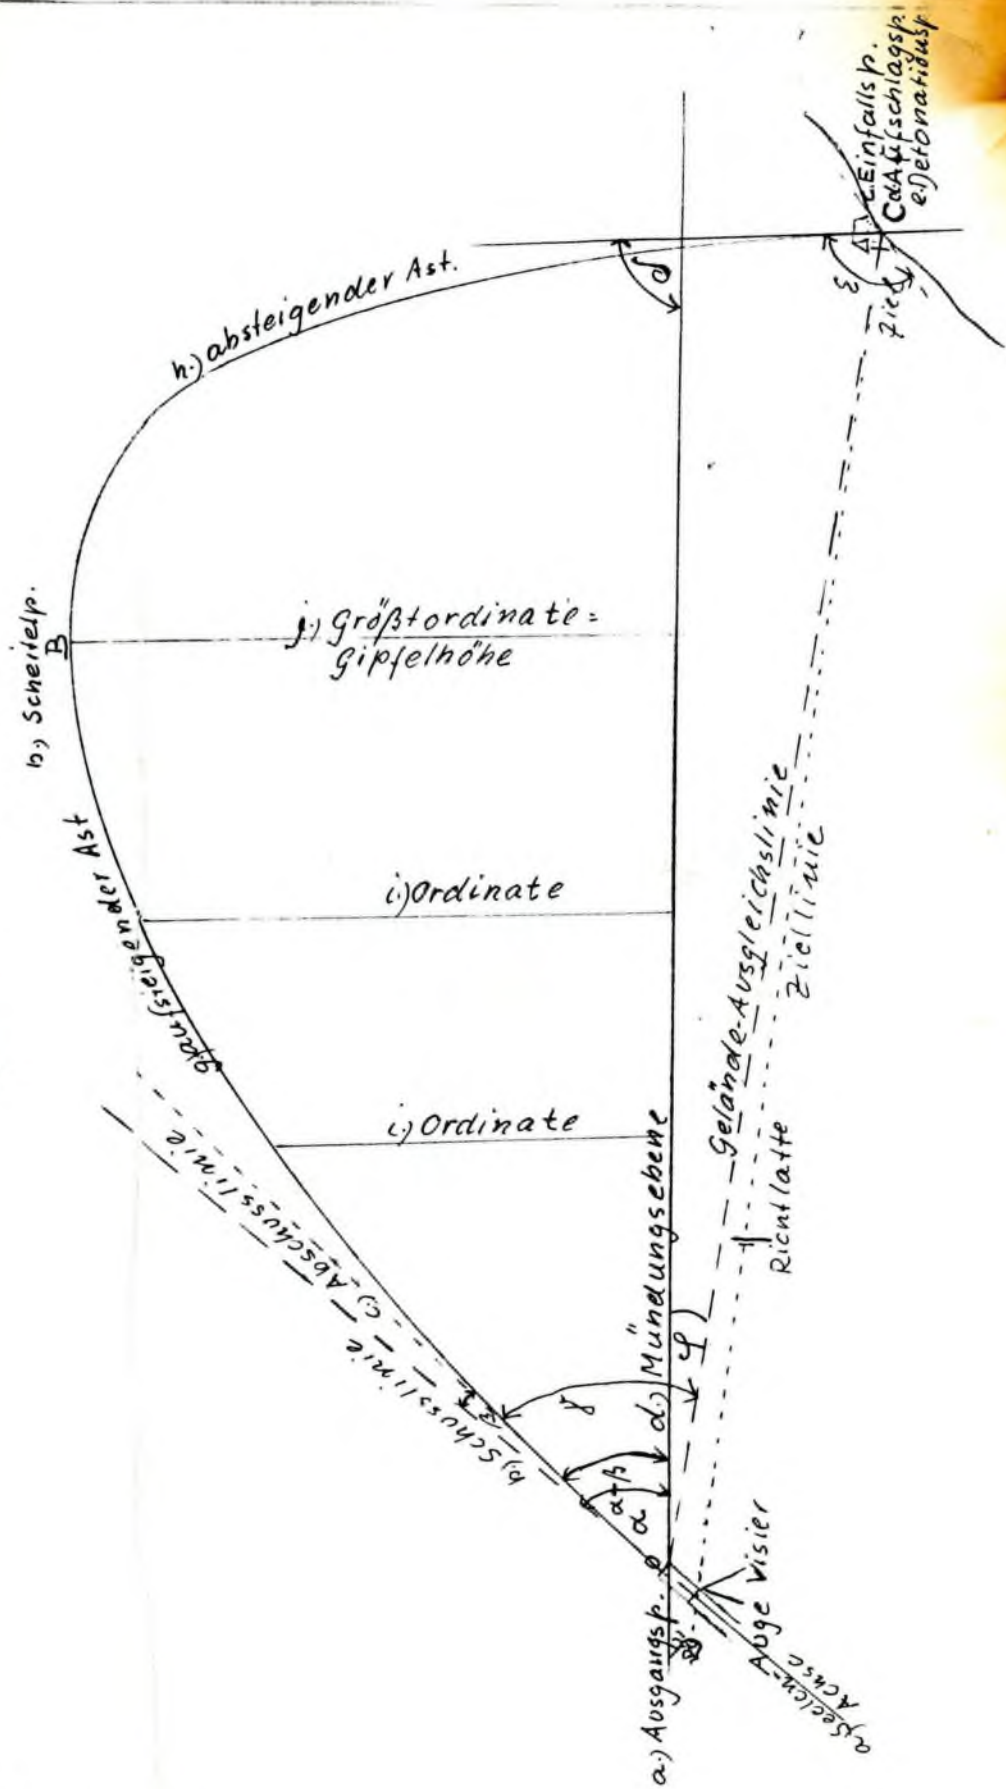 b.) Scheitelp.
B
g.) aufsteigender Ast
h.) absteigender Ast.
j.) Größtordinate =
Gipfelhöhe
i.) Ordinate
i.) Ordinate
b.) Schusslinie
c.) Abschusslinie
β
γ
α+β
α
δ
ε
φ
a.) Ausgangsp.
d.) Mündungsebene
Gelände-Ausgleichslinie
Ziellinie
Richtlatte
Auge
Visier
a.) Seelen-
Achse
Ziel
c. Einfallsp.
C d. Aufschlagsp.
e.) Detonationsp